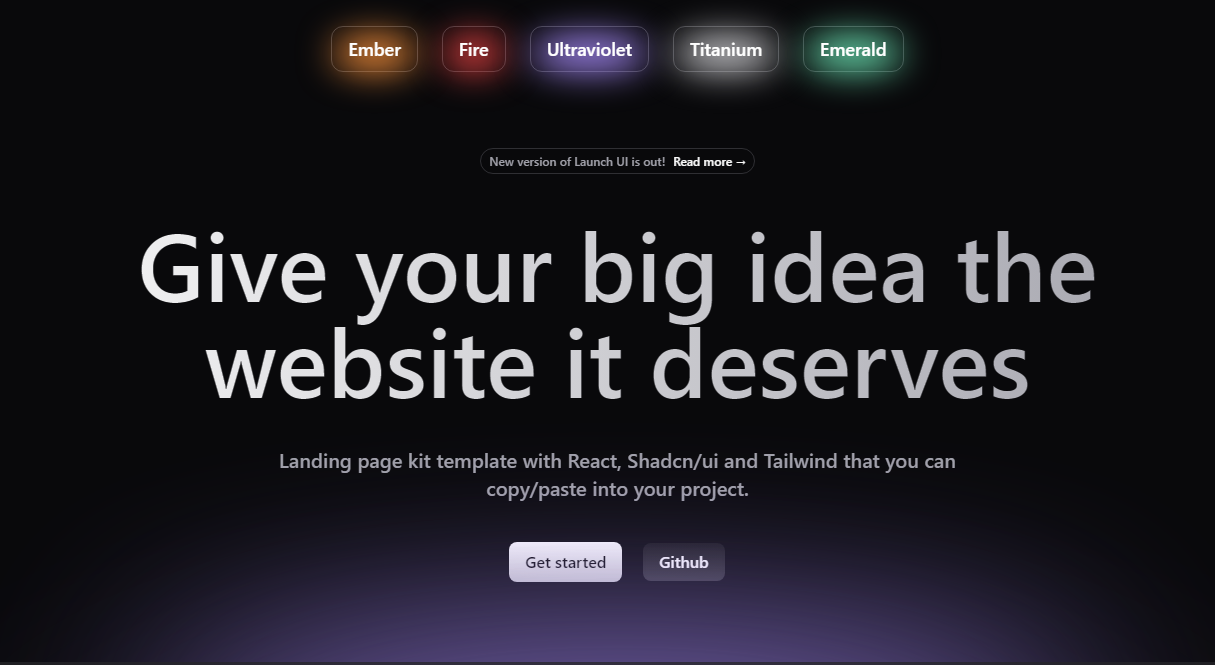 Ember Fire Ultraviolet Titanium Emerald
New version of Launch UI is out! Read more →
Give your big idea the
website it deserves
Landing page kit template with React, Shadcn/ui and Tailwind that you can
copy/paste into your project.
Get started Github